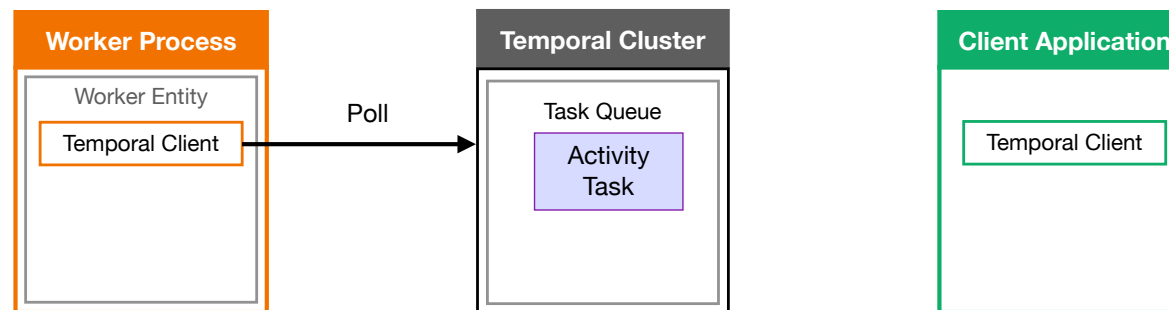 Worker Process
Temporal Cluster
Client Application
Worker Entity
Temporal Client
Poll
Task Queue
Activity
Task
Temporal Client